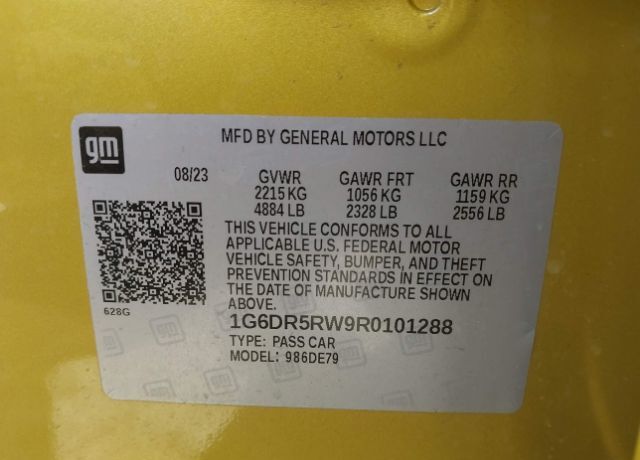 gm
MFD BY GENERAL MOTORS LLC
08/23 GVWR GAWR FRT GAWR RR
2215 KG 1056 KG 1159 KG
4884 LB 2328 LB 2556 LB
THIS VEHICLE CONFORMS TO ALL
APPLICABLE U.S. FEDERAL MOTOR
VEHICLE SAFETY, BUMPER, AND THEFT
PREVENTION STANDARDS IN EFFECT ON
THE DATE OF MANUFACTURE SHOWN
ABOVE.
628G
1G6DR5RW9R0101288
TYPE: PASS CAR
MODEL: 986DE79